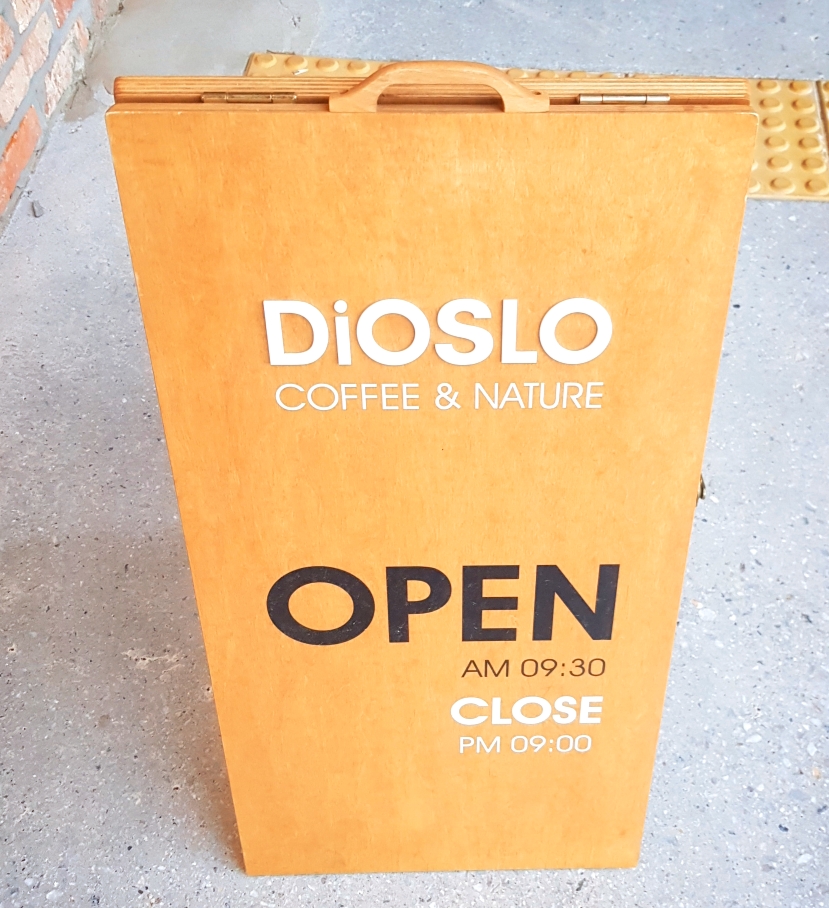 DiOSLO
COFFEE & NATURE
OPEN
AM 09:30
CLOSE
PM 09:00